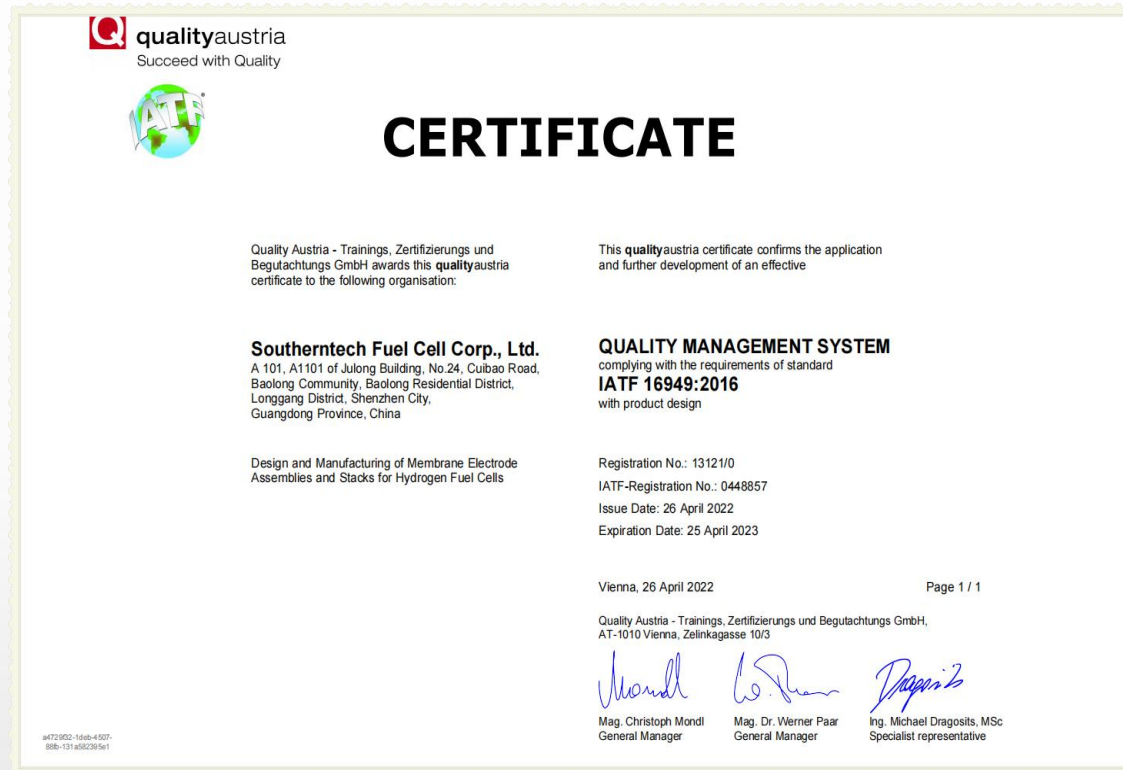 qualityaustria
Succeed with Quality
IATF
CERTIFICATE
Quality Austria - Trainings, Zertifizierungs und
Begutachtungs GmbH awards this qualityaustria
certificate to the following organisation:
Southerntech Fuel Cell Corp., Ltd.
A 101, A1101 of Julong Building, No.24, Cuibao Road,
Baolong Community, Baolong Residential District,
Longgang District, Shenzhen City,
Guangdong Province, China
Design and Manufacturing of Membrane Electrode
Assemblies and Stacks for Hydrogen Fuel Cells
This qualityaustria certificate confirms the application
and further development of an effective
QUALITY MANAGEMENT SYSTEM
complying with the requirements of standard
IATF 16949:2016
with product design
Registration No.: 13121/0
IATF-Registration No.: 0448857
Issue Date: 26 April 2022
Expiration Date: 25 April 2023
Vienna, 26 April 2022
Page 1 / 1
Quality Austria - Trainings, Zertifizierungs und Begutachtungs GmbH,
AT-1010 Vienna, Zelinkagasse 10/3
Mag. Christoph Mondl
General Manager
Mag. Dr. Werner Paar
General Manager
Ing. Michael Dragosits, MSc
Specialist representative
a4729f32-1deb-4507-
88fb-131a582395e1